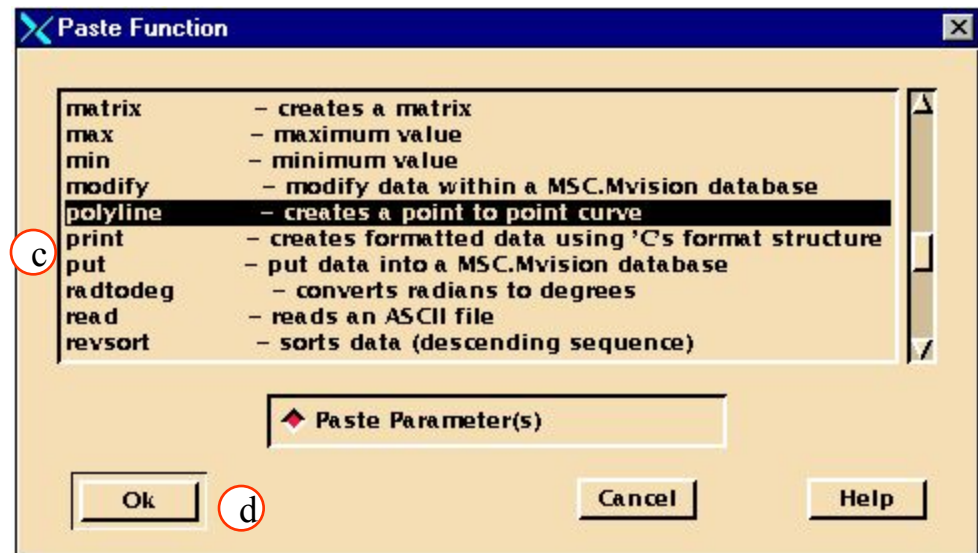 Paste Function
matrix – creates a matrix
max – maximum value
min – minimum value
modify – modify data within a MSC.Mvision database
polyline – creates a point to point curve
print – creates formatted data using 'C's format structure
c
put – put data into a MSC.Mvision database
radtodeg – converts radians to degrees
read – reads an ASCII file
revsort – sorts data (descending sequence)
Paste Parameter(s)
Ok d Cancel Help